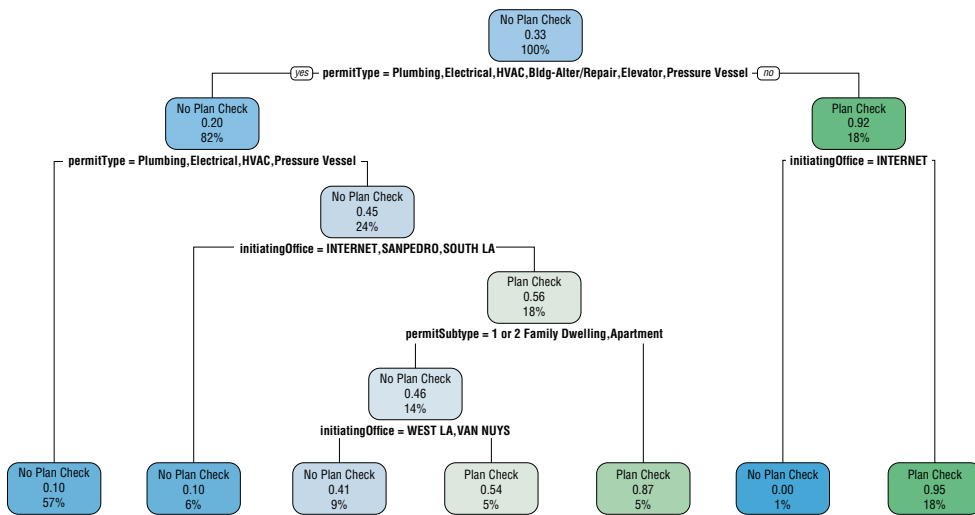 No Plan Check
0.33
100%
yes permitType = Plumbing,Electrical,HVAC,Bldg-Alter/Repair,Elevator,Pressure Vessel no
No Plan Check
0.20
82%
Plan Check
0.92
18%
permitType = Plumbing,Electrical,HVAC,Pressure Vessel
initiatingOffice = INTERNET
No Plan Check
0.45
24%
initiatingOffice = INTERNET,SANPEDRO,SOUTH LA
Plan Check
0.56
18%
permitSubtype = 1 or 2 Family Dwelling,Apartment
No Plan Check
0.46
14%
initiatingOffice = WEST LA,VAN NUYS
No Plan Check
0.10
57%
No Plan Check
0.10
6%
No Plan Check
0.41
9%
Plan Check
0.54
5%
Plan Check
0.87
5%
No Plan Check
0.00
1%
Plan Check
0.95
18%